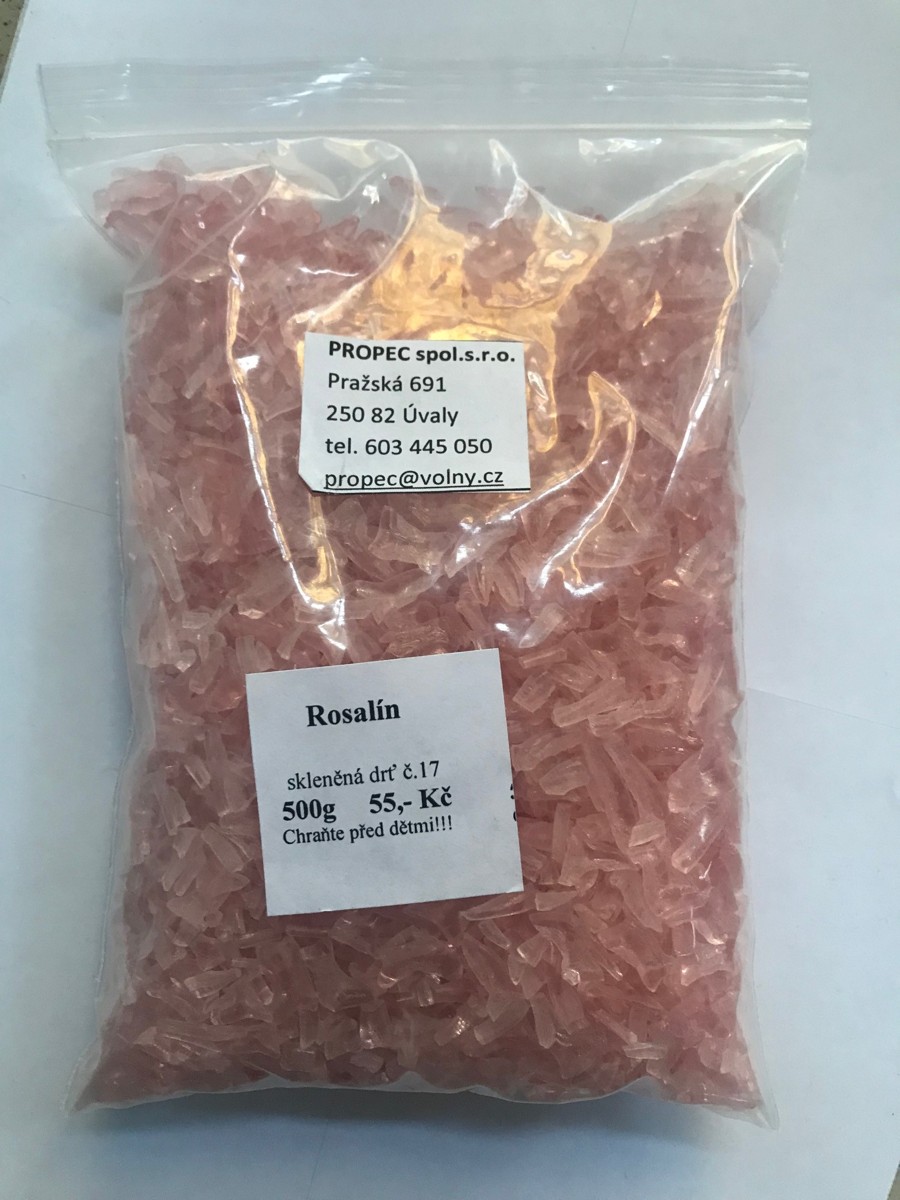 PROPEC spol.s.r.o.
Pražská 691
250 82 Úvaly
tel. 603 445 050
propec@volny.cz
Rosalín
skleněná drť č.17
500g 55,- Kč
Chraňte před dětmi!!!